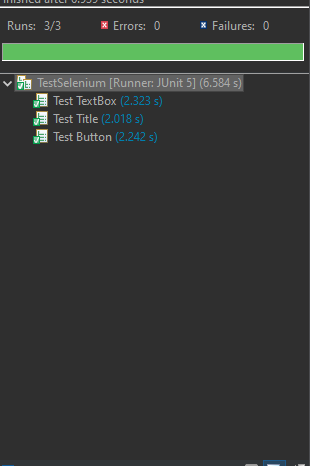 Runs: 3/3 Errors: 0 Failures: 0
TestSelenium [Runner: JUnit 5] (6.584 s)
Test TextBox (2.323 s)
Test Title (2.018 s)
Test Button (2.242 s)